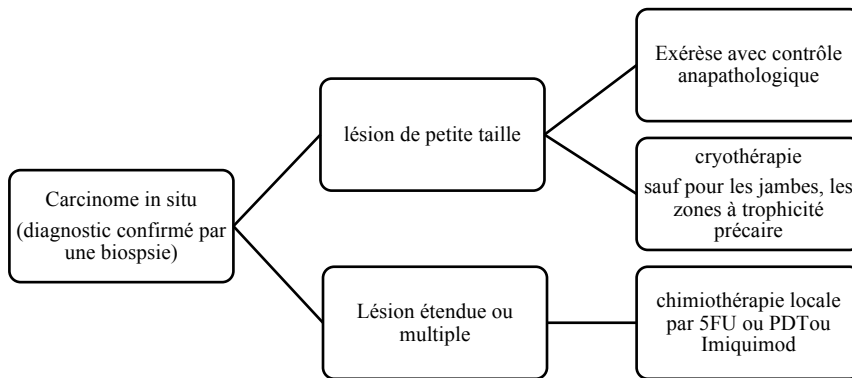 Carcinome in situ
(diagnostic confirmé par
une biospsie)
lésion de petite taille
Exérèse avec contrôle
anapathologique
cryothérapie
sauf pour les jambes, les
zones à trophicité
précaire
Lésion étendue ou
multiple
chimiothérapie locale
par 5FU ou PDTou
Imiquimod